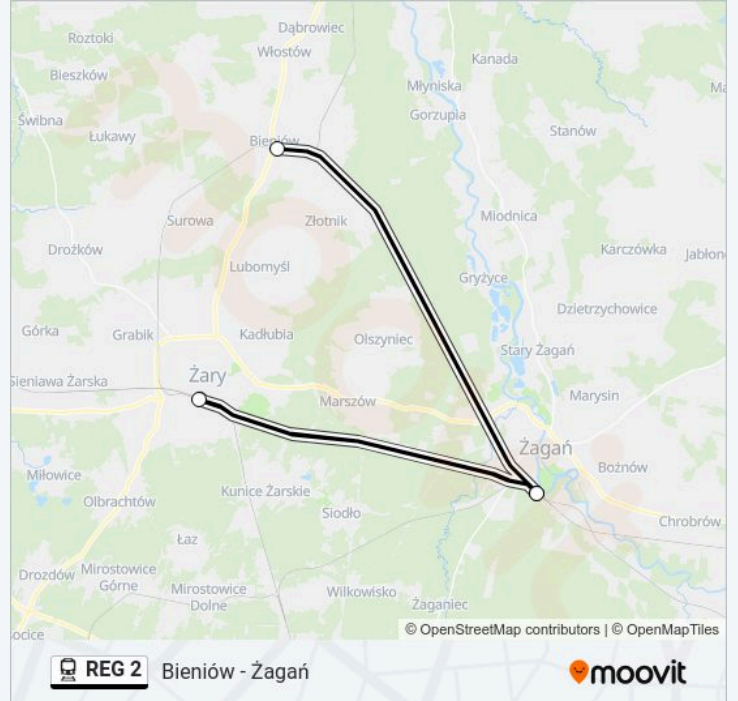 Dąbrowiec
Roztoki
Włostów
Kanada
Bieszków
Młyniska
Ma
Gorzupia
Świbna
Łukawy
Bieniów
Stanów
Surowa
Złotnik
Miodnica
Drożków
Karczówka
Jabłon
Lubomyśl
Gryżyce
Dzietrzychowice
Górka
Grabik
Kadłubia
Olszyniec
Stary Żagań
Żary
Sieniawa Żarska
Marszów
Marysin
Żagań
Bożnów
Miłowice
Kunice Żarskie
Olbrachtów
Siodło
Chrobrów
Łaz
Drozdów
Mirostowice
Górne
Mirostowice
Dolne
Wilkowisko
Żaganiec
ocice
© OpenStreetMap contributors | © OpenMapTiles
REG 2 Bieniów - Żagań
moovit